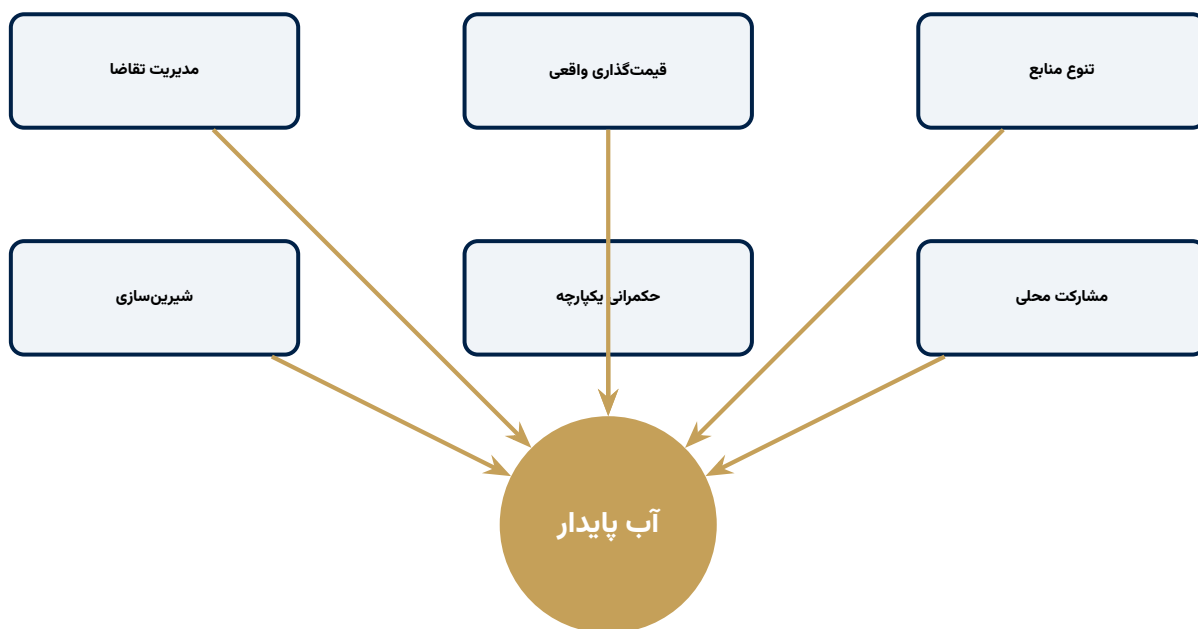 تنوع منابع
قیمت‌گذاری واقعی
مدیریت تقاضا
مشارکت محلی
حکمرانی یکپارچه
شیرین‌سازی
آب پایدار